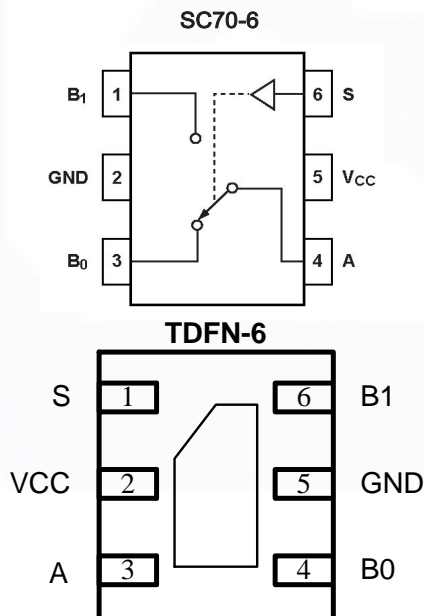 SC70-6
B1 1 6 S
GND 2 5 VCC
B0 3 4 A
TDFN-6
S 1 6 B1
VCC 2 5 GND
A 3 4 B0